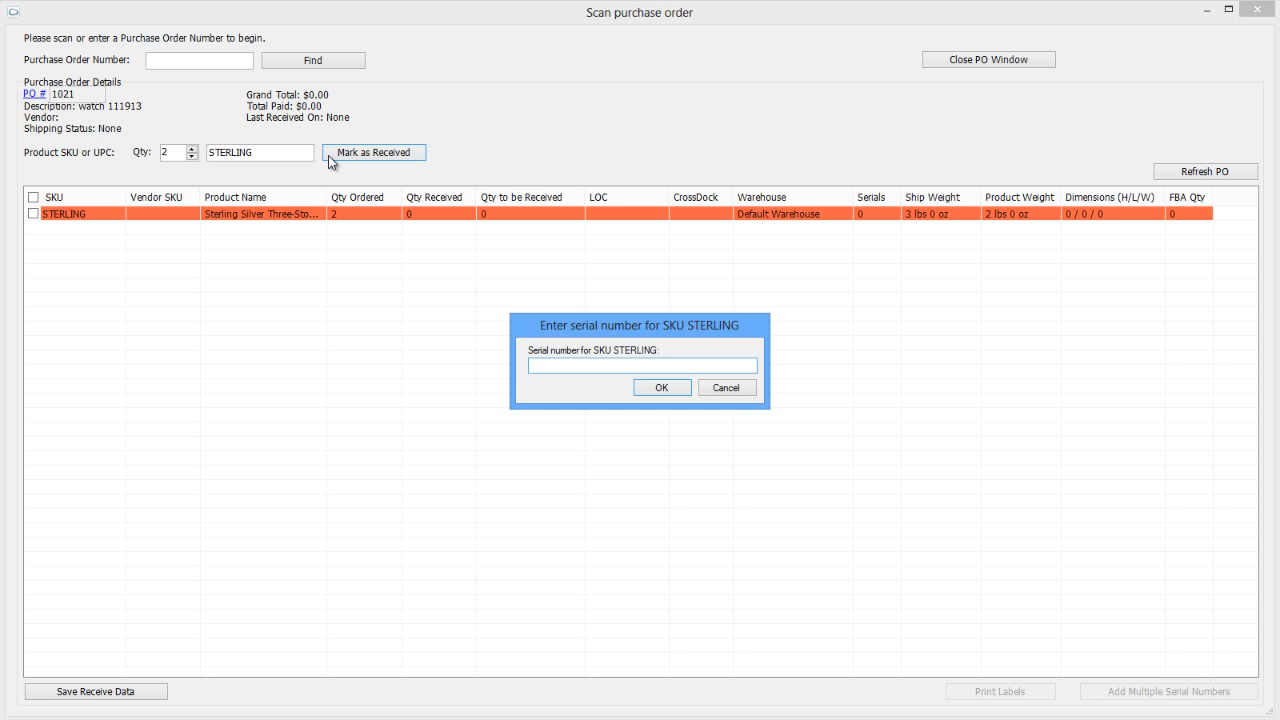 Scan purchase order
Please scan or enter a Purchase Order Number to begin.
Purchase Order Number: Find Close PO Window
Purchase Order Details
PO # 1021 Grand Total: $0.00
Description: watch 111913 Total Paid: $0.00
Vendor: Last Received On: None
Shipping Status: None
Product SKU or UPC: Qty: 2 STERLING Mark as Received
Refresh PO
SKU Vendor SKU Product Name Qty Ordered Qty Received Qty to be Received LOC CrossDock Warehouse Serials Ship Weight Product Weight Dimensions (H/L/W) FBA Qty
STERLING Sterling Silver Three-Sto... 2 0 0 Default Warehouse 0 3 lbs 0 oz 2 lbs 0 oz 0 / 0 / 0 0
Enter serial number for SKU STERLING
Serial number for SKU STERLING:
OK Cancel
Save Receive Data Print Labels Add Multiple Serial Numbers